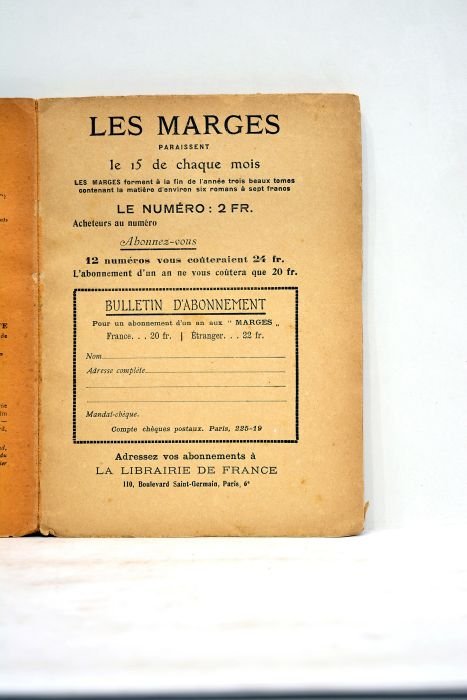 LES MARGES
PARAISSENT
le 15 de chaque mois
LES MARGES forment à la fin de l'année trois beaux tomes
contenant la matière d'environ six romans à sept francs
LE NUMÉRO : 2 FR.
Acheteurs au numéro
Abonnez-vous
12 numéros vous coûteraient 24 fr.
L'abonnement d'un an ne vous coûtera que 20 fr.
BULLETIN D'ABONNEMENT
Pour un abonnement d'un an aux " MARGES „
France. . . 20 fr. | Étranger. . . 22 fr.
Nom
Adresse complète
Mandat-chèque.
Compte chèques postaux. Paris, 225-19
Adressez vos abonnements à
LA LIBRAIRIE DE FRANCE
110, Boulevard Saint-Germain, Paris, 6ᵉ